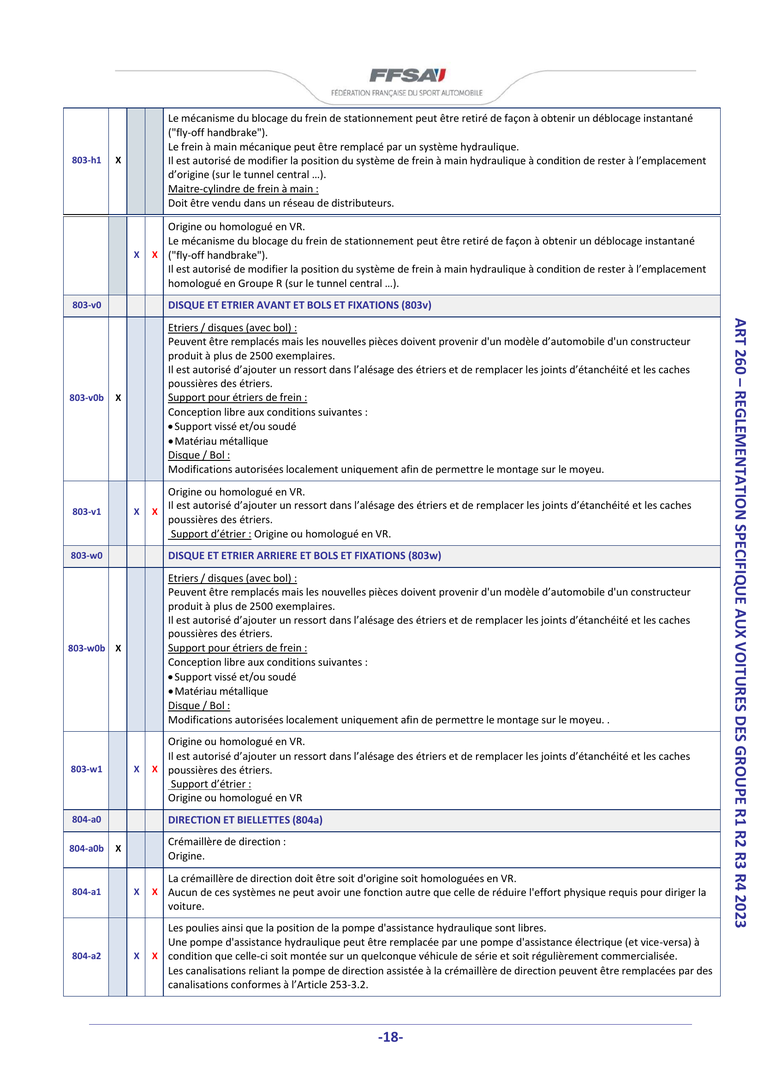 FFSA
FÉDÉRATION FRANÇAISE DU SPORT AUTOMOBILE
803-h1 X
Le mécanisme du blocage du frein de stationnement peut être retiré de façon à obtenir un déblocage instantané
("fly-off handbrake").
Le frein à main mécanique peut être remplacé par un système hydraulique.
Il est autorisé de modifier la position du système de frein à main hydraulique à condition de rester à l'emplacement
d'origine (sur le tunnel central …).
Maitre-cylindre de frein à main :
Doit être vendu dans un réseau de distributeurs.
X X
Origine ou homologué en VR.
Le mécanisme du blocage du frein de stationnement peut être retiré de façon à obtenir un déblocage instantané
("fly-off handbrake").
Il est autorisé de modifier la position du système de frein à main hydraulique à condition de rester à l'emplacement
homologué en Groupe R (sur le tunnel central …).
803-v0 DISQUE ET ETRIER AVANT ET BOLS ET FIXATIONS (803v)
803-v0b X
Etriers / disques (avec bol) :
Peuvent être remplacés mais les nouvelles pièces doivent provenir d'un modèle d'automobile d'un constructeur
produit à plus de 2500 exemplaires.
Il est autorisé d'ajouter un ressort dans l'alésage des étriers et de remplacer les joints d'étanchéité et les caches
poussières des étriers.
Support pour étriers de frein :
Conception libre aux conditions suivantes :
•Support vissé et/ou soudé
•Matériau métallique
Disque / Bol :
Modifications autorisées localement uniquement afin de permettre le montage sur le moyeu.
803-v1 X X
Origine ou homologué en VR.
Il est autorisé d'ajouter un ressort dans l'alésage des étriers et de remplacer les joints d'étanchéité et les caches
poussières des étriers.
Support d'étrier : Origine ou homologué en VR.
803-w0 DISQUE ET ETRIER ARRIERE ET BOLS ET FIXATIONS (803w)
803-w0b X
Etriers / disques (avec bol) :
Peuvent être remplacés mais les nouvelles pièces doivent provenir d'un modèle d'automobile d'un constructeur
produit à plus de 2500 exemplaires.
Il est autorisé d'ajouter un ressort dans l'alésage des étriers et de remplacer les joints d'étanchéité et les caches
poussières des étriers.
Support pour étriers de frein :
Conception libre aux conditions suivantes :
•Support vissé et/ou soudé
•Matériau métallique
Disque / Bol :
Modifications autorisées localement uniquement afin de permettre le montage sur le moyeu. .
803-w1 X X
Origine ou homologué en VR.
Il est autorisé d'ajouter un ressort dans l'alésage des étriers et de remplacer les joints d'étanchéité et les caches
poussières des étriers.
Support d'étrier :
Origine ou homologué en VR
804-a0 DIRECTION ET BIELLETTES (804a)
804-a0b X
Crémaillère de direction :
Origine.
804-a1 X X
La crémaillère de direction doit être soit d'origine soit homologuées en VR.
Aucun de ces systèmes ne peut avoir une fonction autre que celle de réduire l'effort physique requis pour diriger la
voiture.
804-a2 X X
Les poulies ainsi que la position de la pompe d'assistance hydraulique sont libres.
Une pompe d'assistance hydraulique peut être remplacée par une pompe d'assistance électrique (et vice-versa) à
condition que celle-ci soit montée sur un quelconque véhicule de série et soit régulièrement commercialisée.
Les canalisations reliant la pompe de direction assistée à la crémaillère de direction peuvent être remplacées par des
canalisations conformes à l'Article 253-3.2.
ART 260 – REGLEMENTATION SPECIFIQUE AUX VOITURES DES GROUPE R1 R2 R3 R4 2023
-18-